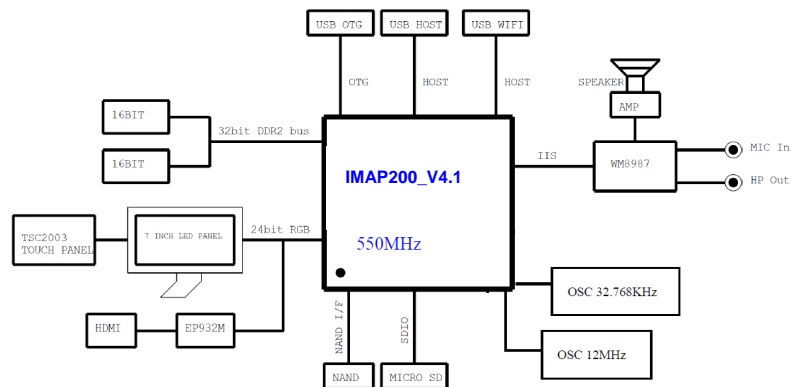 USB OTG
USB HOST
USB WIFI
OTG
HOST
HOST
SPEAKER
AMP
16BIT
16BIT
32bit DDR2 bus
IMAP200_V4.1
550MHz
IIS
WM8987
MIC In
HP Out
TSC2003
TOUCH PANEL
7 INCH LED PANEL
24bit RGB
HDMI
EP932M
NAND I/F
SDIO
OSC 32.768KHz
OSC 12MHz
NAND
MICRO SD